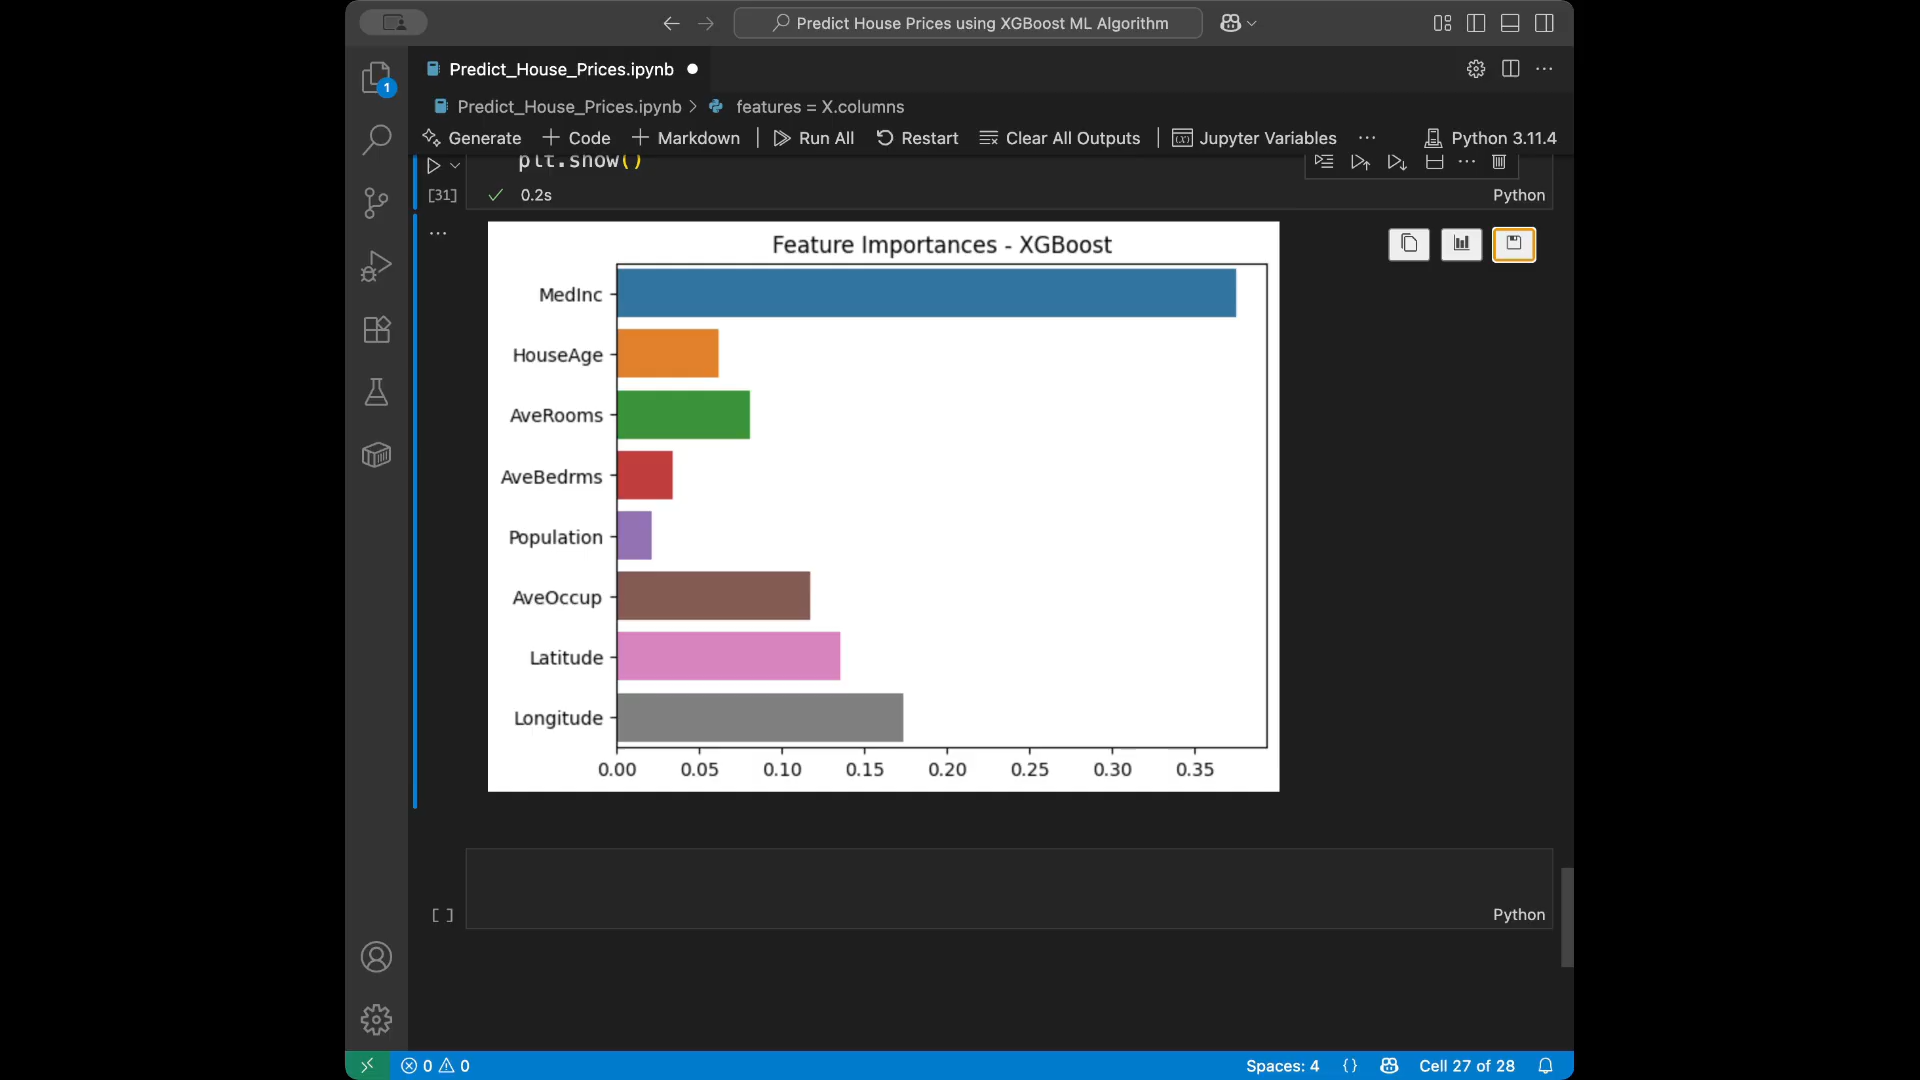 Predict House Prices using XGBoost ML Algorithm
Predict_House_Prices.ipynb
1
Predict_House_Prices.ipynb > features = X.columns
Generate + Code + Markdown | Run All Restart Clear All Outputs | Jupyter Variables ... Python 3.11.4
plt.show()
[31] 0.2s Python
Feature Importances - XGBoost
MedInc
HouseAge
AveRooms
AveBedrms
Population
AveOccup
Latitude
Longitude
0.00 0.05 0.10 0.15 0.20 0.25 0.30 0.35
[ ] Python
0 0 Spaces: 4 {} Cell 27 of 28